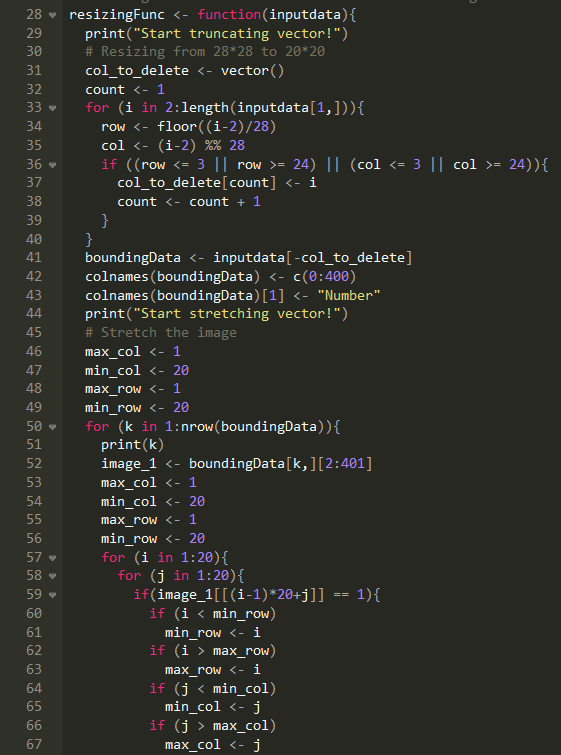 28 resizingFunc <- function(inputdata){
29   print("Start truncating vector!")
30   # Resizing from 28*28 to 20*20
31   col_to_delete <- vector()
32   count <- 1
33   for (i in 2:length(inputdata[1,])){
34     row <- floor((i-2)/28)
35     col <- (i-2) %% 28
36     if ((row <= 3 || row >= 24) || (col <= 3 || col >= 24)){
37       col_to_delete[count] <- i
38       count <- count + 1
39     }
40   }
41   boundingData <- inputdata[-col_to_delete]
42   colnames(boundingData) <- c(0:400)
43   colnames(boundingData)[1] <- "Number"
44   print("Start stretching vector!")
45   # Stretch the image
46   max_col <- 1
47   min_col <- 20
48   max_row <- 1
49   min_row <- 20
50   for (k in 1:nrow(boundingData)){
51     print(k)
52     image_1 <- boundingData[k,][2:401]
53     max_col <- 1
54     min_col <- 20
55     max_row <- 1
56     min_row <- 20
57     for (i in 1:20){
58       for (j in 1:20){
59         if(image_1[[(i-1)*20+j]] == 1){
60           if (i < min_row)
61             min_row <- i
62           if (i > max_row)
63             max_row <- i
64           if (j < min_col)
65             min_col <- j
66           if (j > max_col)
67             max_col <- j